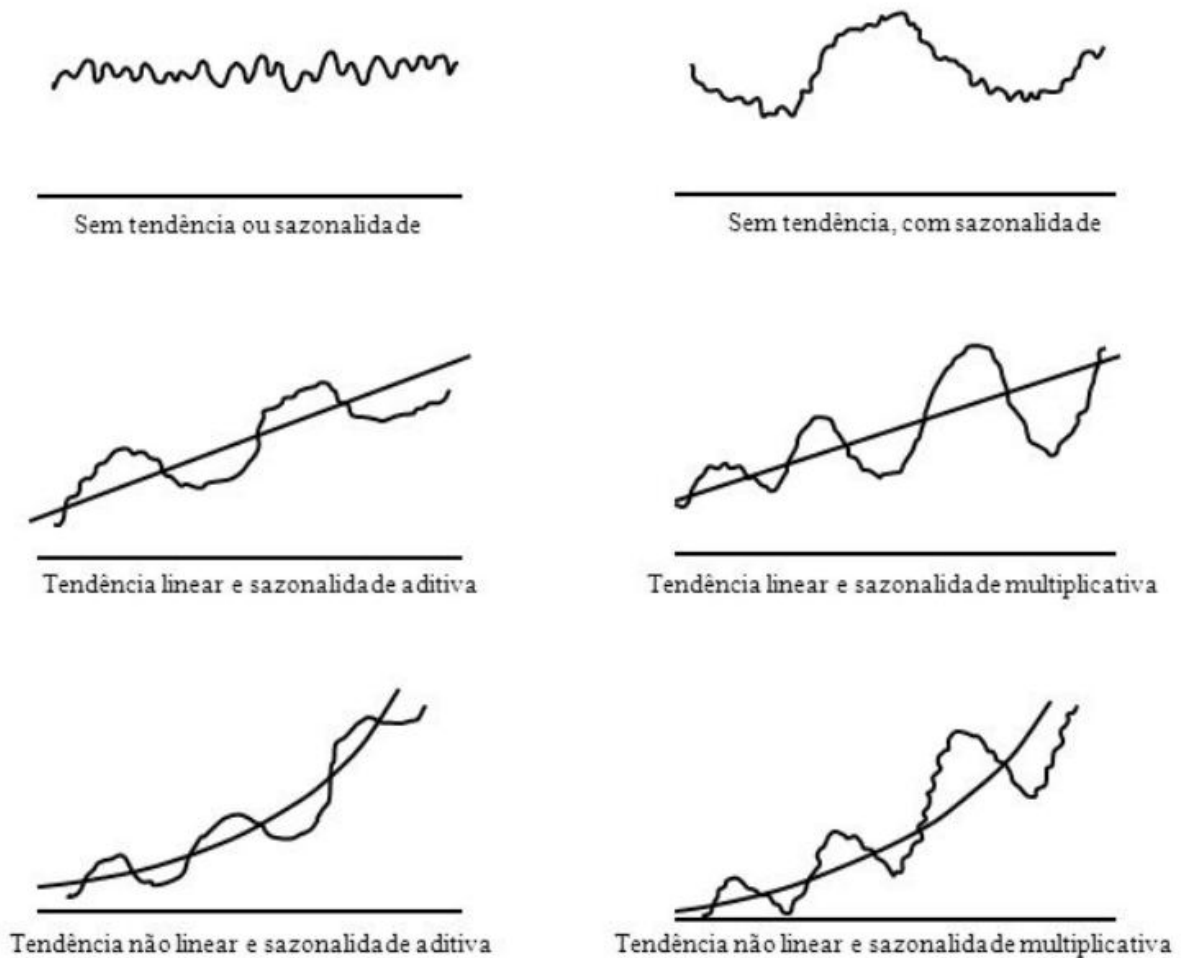 Sem tendência ou sazonalidade
Sem tendência, com sazonalidade
Tendência linear e sazonalidade aditiva
Tendência linear e sazonalidade multiplicativa
Tendência não linear e sazonalidade aditiva
Tendência não linear e sazonalidade multiplicativa